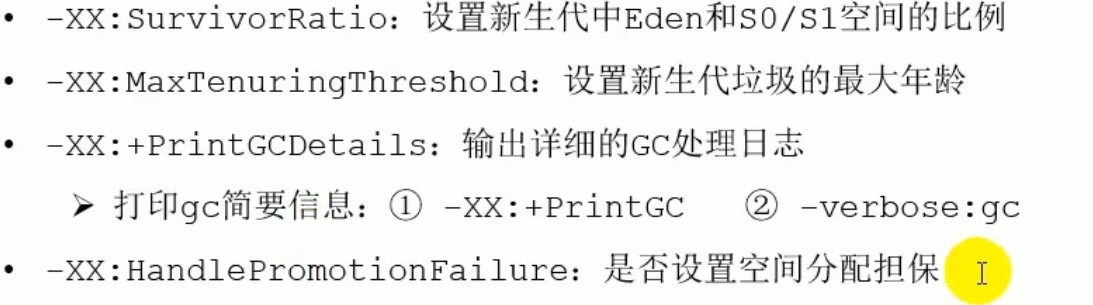 • -XX:SurvivorRatio：设置新生代中Eden和S0/S1空间的比例
• -XX:MaxTenuringThreshold：设置新生代垃圾的最大年龄
• -XX:+PrintGCDetails：输出详细的GC处理日志
➢ 打印gc简要信息：① -XX:+PrintGC ② -verbose:gc
• -XX:HandlePromotionFailure：是否设置空间分配担保